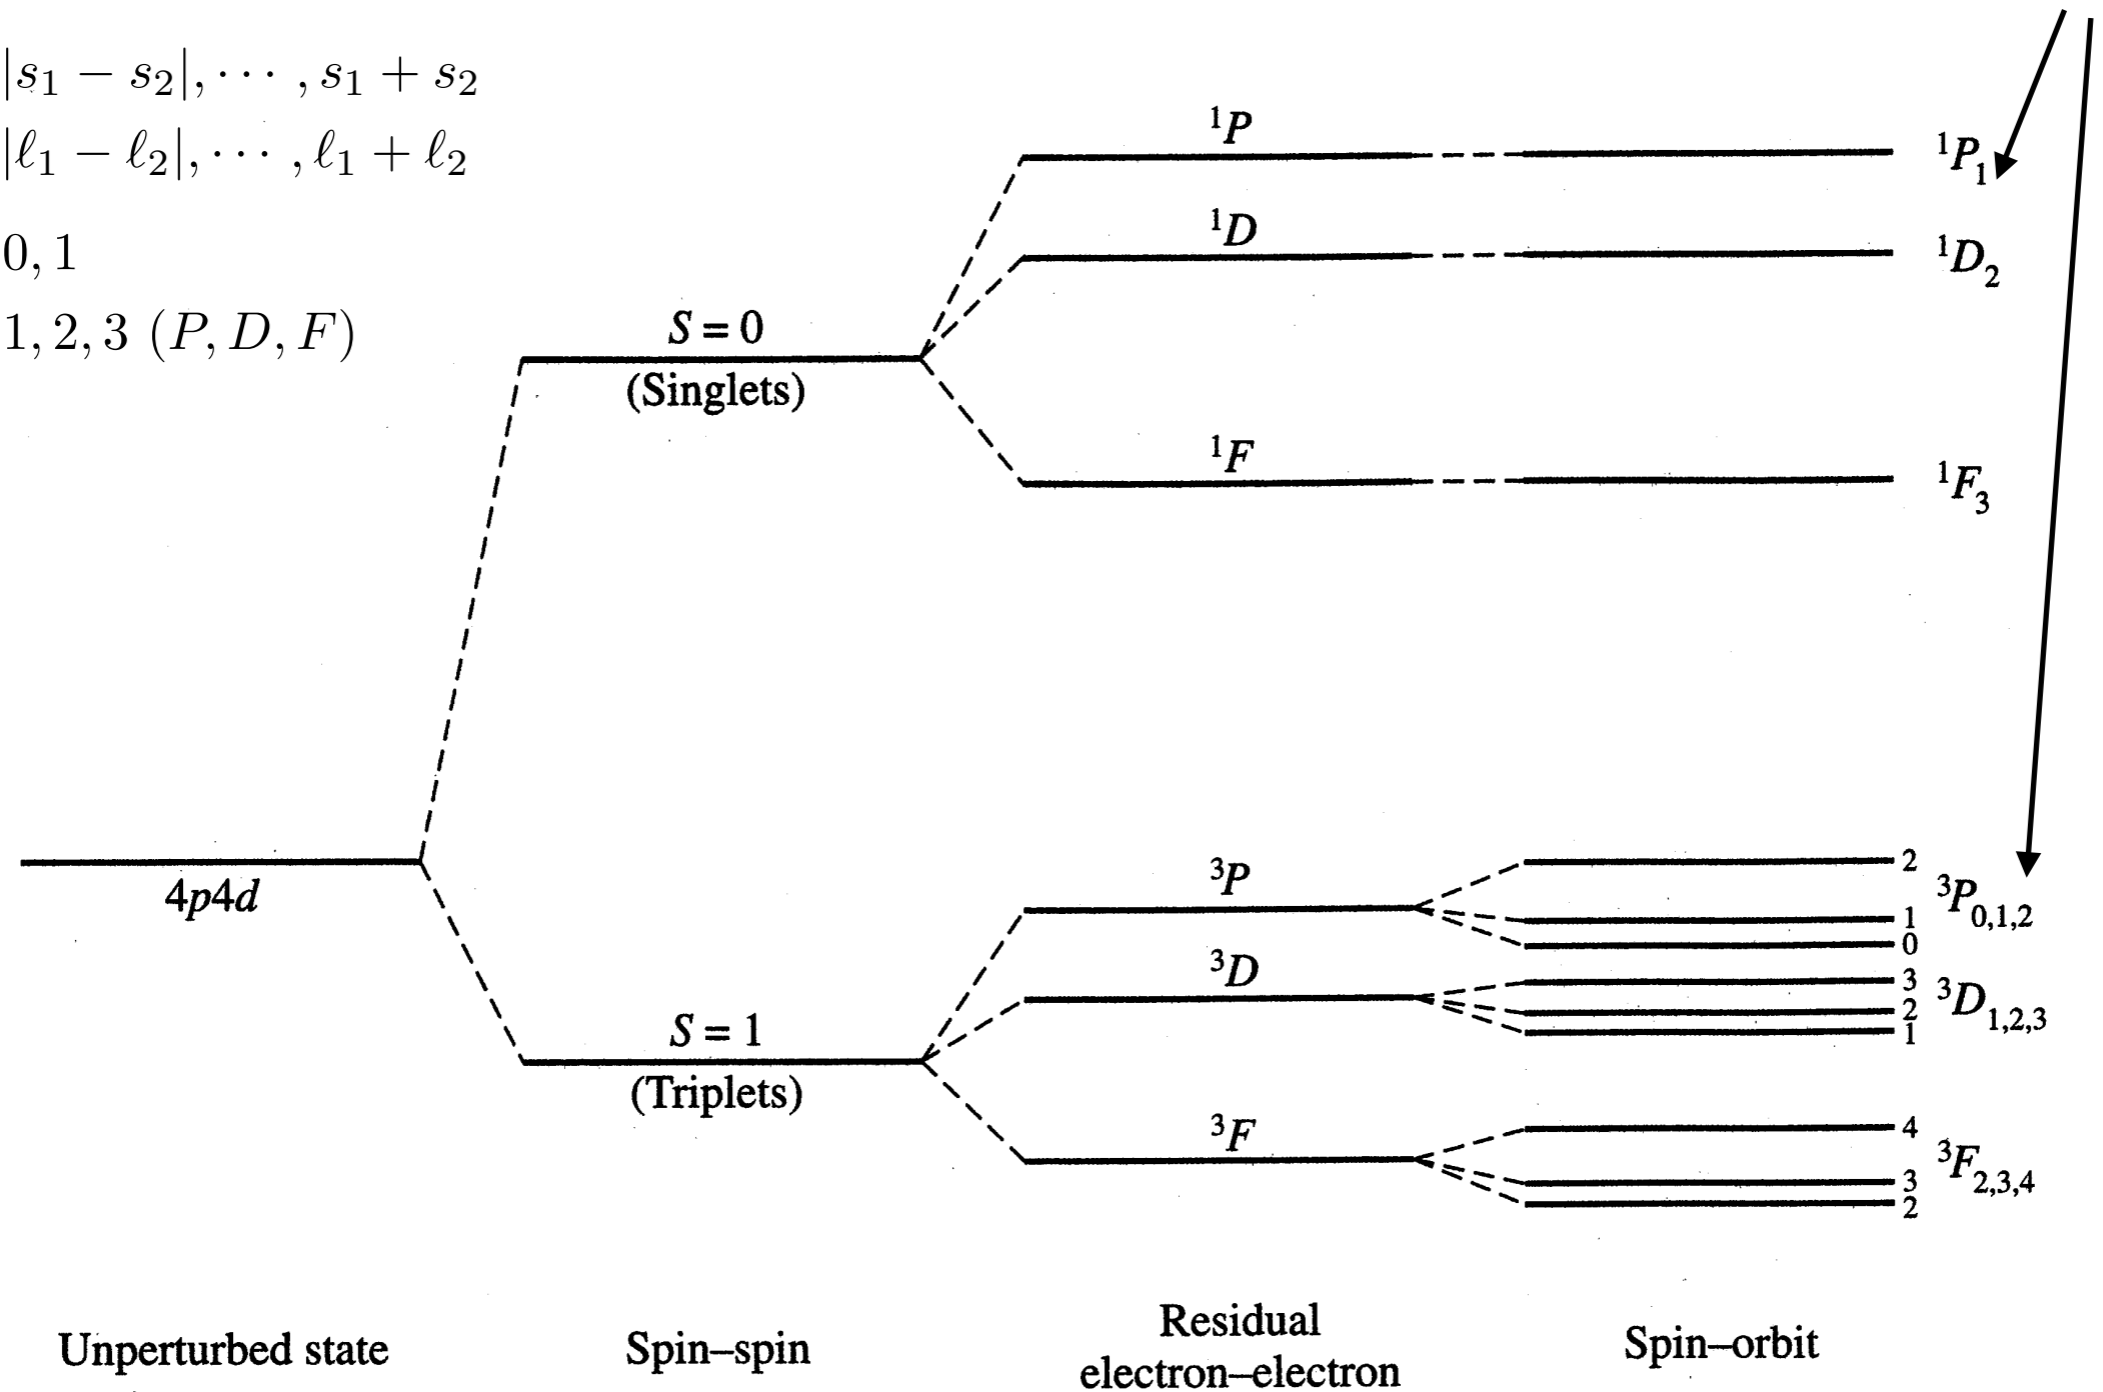 |s₁ − s₂|, ⋯ , s₁ + s₂
|ℓ₁ − ℓ₂|, ⋯ , ℓ₁ + ℓ₂
0, 1
1, 2, 3 (P, D, F)
4p4d
S = 0
(Singlets)
S = 1
(Triplets)
¹P
¹D
¹F
³P
³D
³F
¹P₁
¹D₂
¹F₃
2
1
0
³P₀,₁,₂
3
2
1
³D₁,₂,₃
4
3
2
³F₂,₃,₄
Unperturbed state
Spin–spin
Residual
electron–electron
Spin–orbit